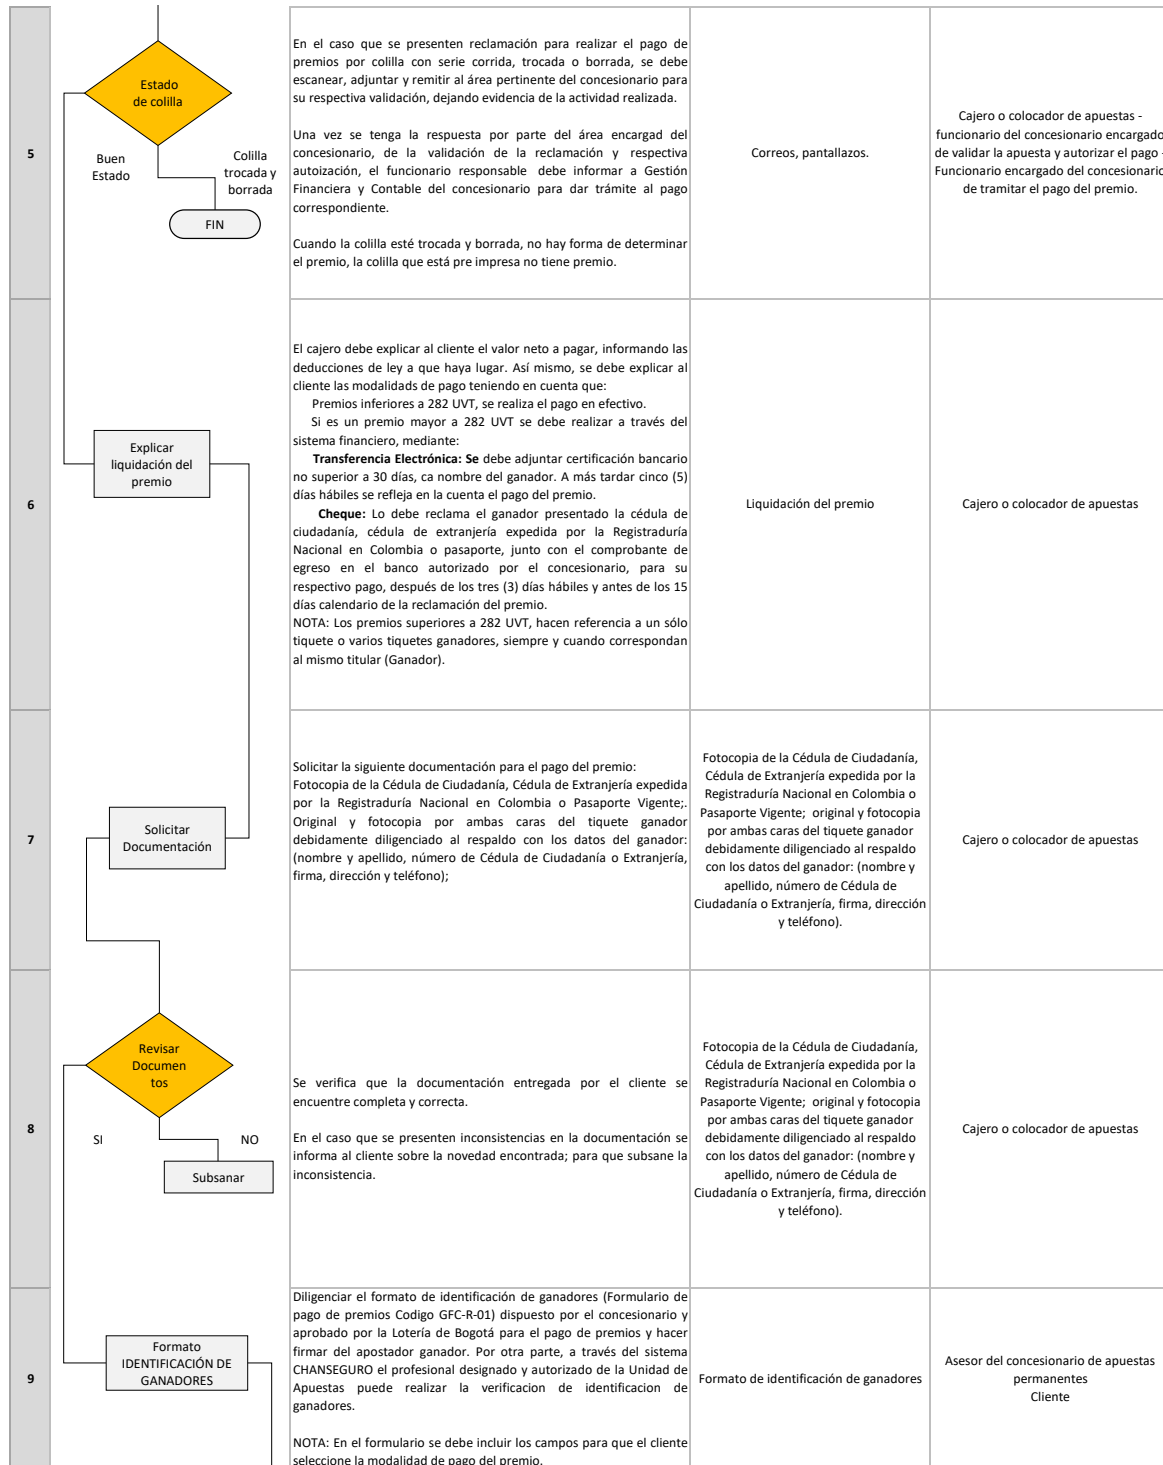 5
Estado
de colilla
Buen
Estado
Colilla
trocada y
borrada
FIN
En el caso que se presenten reclamación para realizar el pago de
premios por colilla con serie corrida, trocada o borrada, se debe
escanear, adjuntar y remitir al área pertinente del concesionario para
su respectiva validación, dejando evidencia de la actividad realizada.
Una vez se tenga la respuesta por parte del área encargad del
concesionario, de la validación de la reclamación y respectiva
autoización, el funcionario responsable debe informar a Gestión
Financiera y Contable del concesionario para dar trámite al pago
correspondiente.
Cuando la colilla esté trocada y borrada, no hay forma de determinar
el premio, la colilla que está pre impresa no tiene premio.
Correos, pantallazos.
Cajero o colocador de apuestas -
funcionario del concesionario encargado
de validar la apuesta y autorizar el pago -
Funcionario encargado del concesionario
de tramitar el pago del premio.
6
Explicar
liquidación del
premio
El cajero debe explicar al cliente el valor neto a pagar, informando las
deducciones de ley a que haya lugar. Así mismo, se debe explicar al
cliente las modalidads de pago teniendo en cuenta que:
Premios inferiores a 282 UVT, se realiza el pago en efectivo.
Si es un premio mayor a 282 UVT se debe realizar a través del
sistema financiero, mediante:
Transferencia Electrónica: Se debe adjuntar certificación bancario
no superior a 30 días, ca nombre del ganador. A más tardar cinco (5)
días hábiles se refleja en la cuenta el pago del premio.
Cheque: Lo debe reclama el ganador presentado la cédula de
ciudadanía, cédula de extranjería expedida por la Registraduría
Nacional en Colombia o pasaporte, junto con el comprobante de
egreso en el banco autorizado por el concesionario, para su
respectivo pago, después de los tres (3) días hábiles y antes de los 15
días calendario de la reclamación del premio.
NOTA: Los premios superiores a 282 UVT, hacen referencia a un sólo
tiquete o varios tiquetes ganadores, siempre y cuando correspondan
al mismo titular (Ganador).
Liquidación del premio
Cajero o colocador de apuestas
7
Solicitar
Documentación
Solicitar la siguiente documentación para el pago del premio:
Fotocopia de la Cédula de Ciudadanía, Cédula de Extranjería expedida
por la Registraduría Nacional en Colombia o Pasaporte Vigente;.
Original y fotocopia por ambas caras del tiquete ganador
debidamente diligenciado al respaldo con los datos del ganador:
(nombre y apellido, número de Cédula de Ciudadanía o Extranjería,
firma, dirección y teléfono);
Fotocopia de la Cédula de Ciudadanía,
Cédula de Extranjería expedida por la
Registraduría Nacional en Colombia o
Pasaporte Vigente; original y fotocopia
por ambas caras del tiquete ganador
debidamente diligenciado al respaldo
con los datos del ganador: (nombre y
apellido, número de Cédula de
Ciudadanía o Extranjería, firma, dirección
y teléfono).
Cajero o colocador de apuestas
8
Revisar
Documen
tos
SI
NO
Subsanar
Se verifica que la documentación entregada por el cliente se
encuentre completa y correcta.
En el caso que se presenten inconsistencias en la documentación se
informa al cliente sobre la novedad encontrada; para que subsane la
inconsistencia.
Fotocopia de la Cédula de Ciudadanía,
Cédula de Extranjería expedida por la
Registraduría Nacional en Colombia o
Pasaporte Vigente; original y fotocopia
por ambas caras del tiquete ganador
debidamente diligenciado al respaldo
con los datos del ganador: (nombre y
apellido, número de Cédula de
Ciudadanía o Extranjería, firma, dirección
y teléfono).
Cajero o colocador de apuestas
9
Formato
IDENTIFICACIÓN DE
GANADORES
Diligenciar el formato de identificación de ganadores (Formulario de
pago de premios Codigo GFC-R-01) dispuesto por el concesionario y
aprobado por la Lotería de Bogotá para el pago de premios y hacer
firmar del apostador ganador. Por otra parte, a través del sistema
CHANSEGURO el profesional designado y autorizado de la Unidad de
Apuestas puede realizar la verificacion de identificacion de
ganadores.
NOTA: En el formulario se debe incluir los campos para que el cliente
seleccione la modalidad de pago del premio.
Formato de identificación de ganadores
Asesor del concesionario de apuestas
permanentes
Cliente